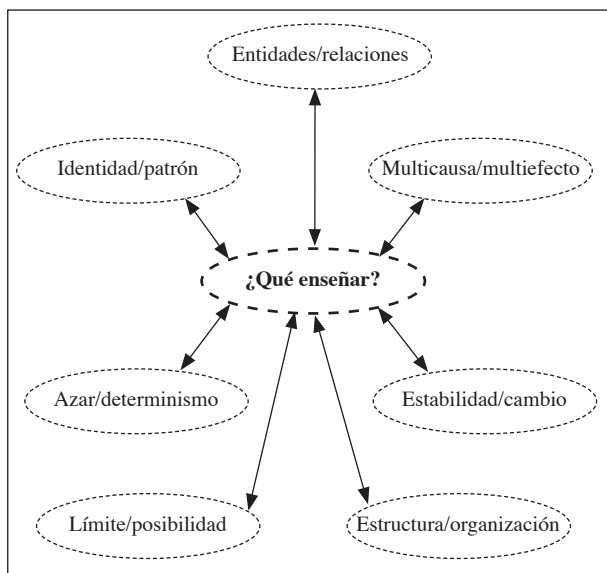 Entidades/relaciones
Identidad/patrón
Multicausa/multiefecto
¿Qué enseñar?
Azar/determinismo
Estabilidad/cambio
Límite/posibilidad
Estructura/organización